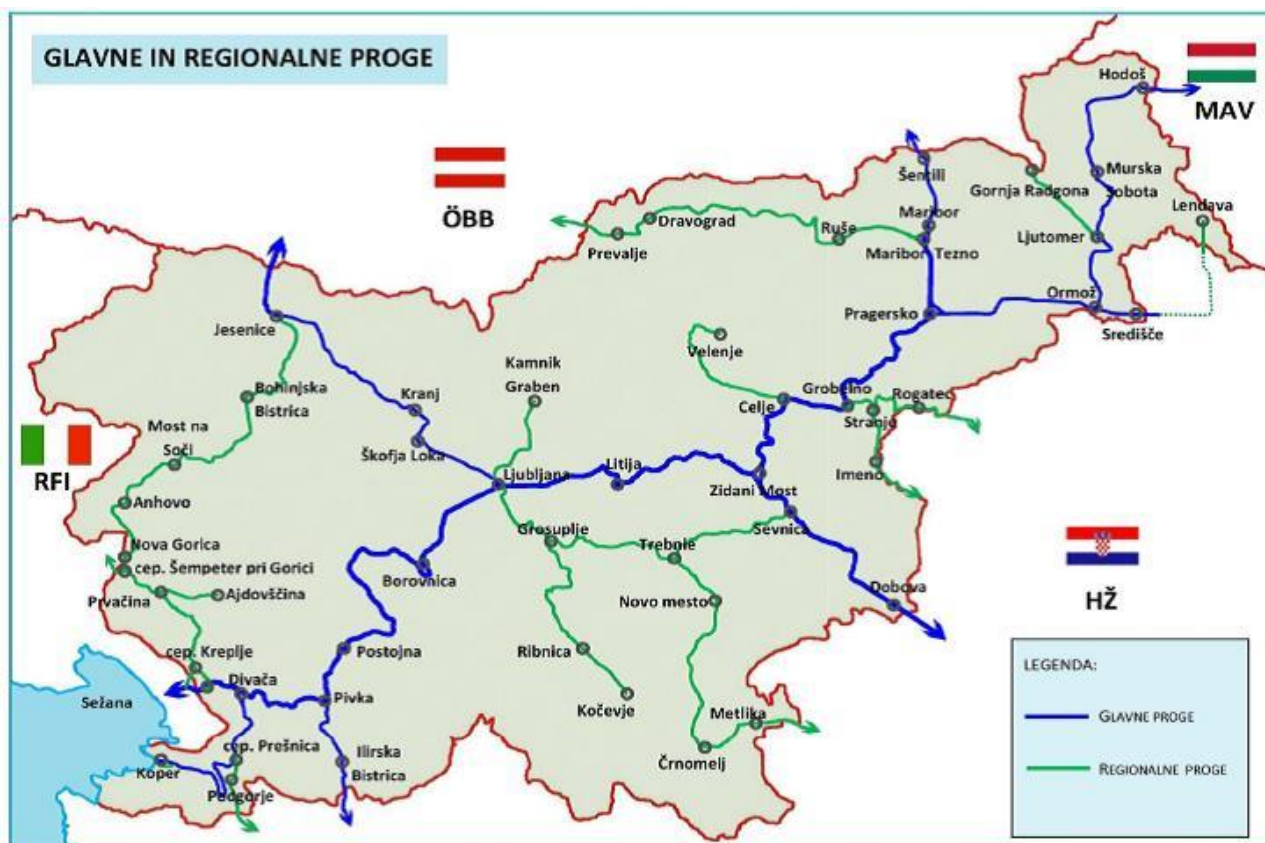 GLAVNE IN REGIONALNE PROGE
Hodoš
MAV
ÖBB
Šentilj
Gornja Radgona
Murska
Sobota
Lendava
Dravograd
Maribor
Ruše
Ljutomer
Prevalje
Maribor Tezno
Ormož
Jesenice
Pragersko
Središče
Velenje
Kamnik
Graben
Bohinjska
Bistrica
Kranj
Celje
Grobelno
Rogatec
Stranje
Most na
Soči
Škofja Loka
RFI
Ljubljana
Litija
Zidani Most
Imeno
Anhovo
Grosuplje
Trebnje
Sevnica
Nova Gorica
cep. Šempeter pri Gorici
Borovnica
Dobova
HŽ
Prvačina
Ajdovščina
Novo mesto
cep. Kreplje
Postojna
Ribnica
Divača
Pivka
Sežana
Kočevje
Metlika
cep. Prešnica
Ilirska
Bistrica
Koper
Črnomelj
Podgorje
LEGENDA:
GLAVNE PROGE
REGIONALNE PROGE